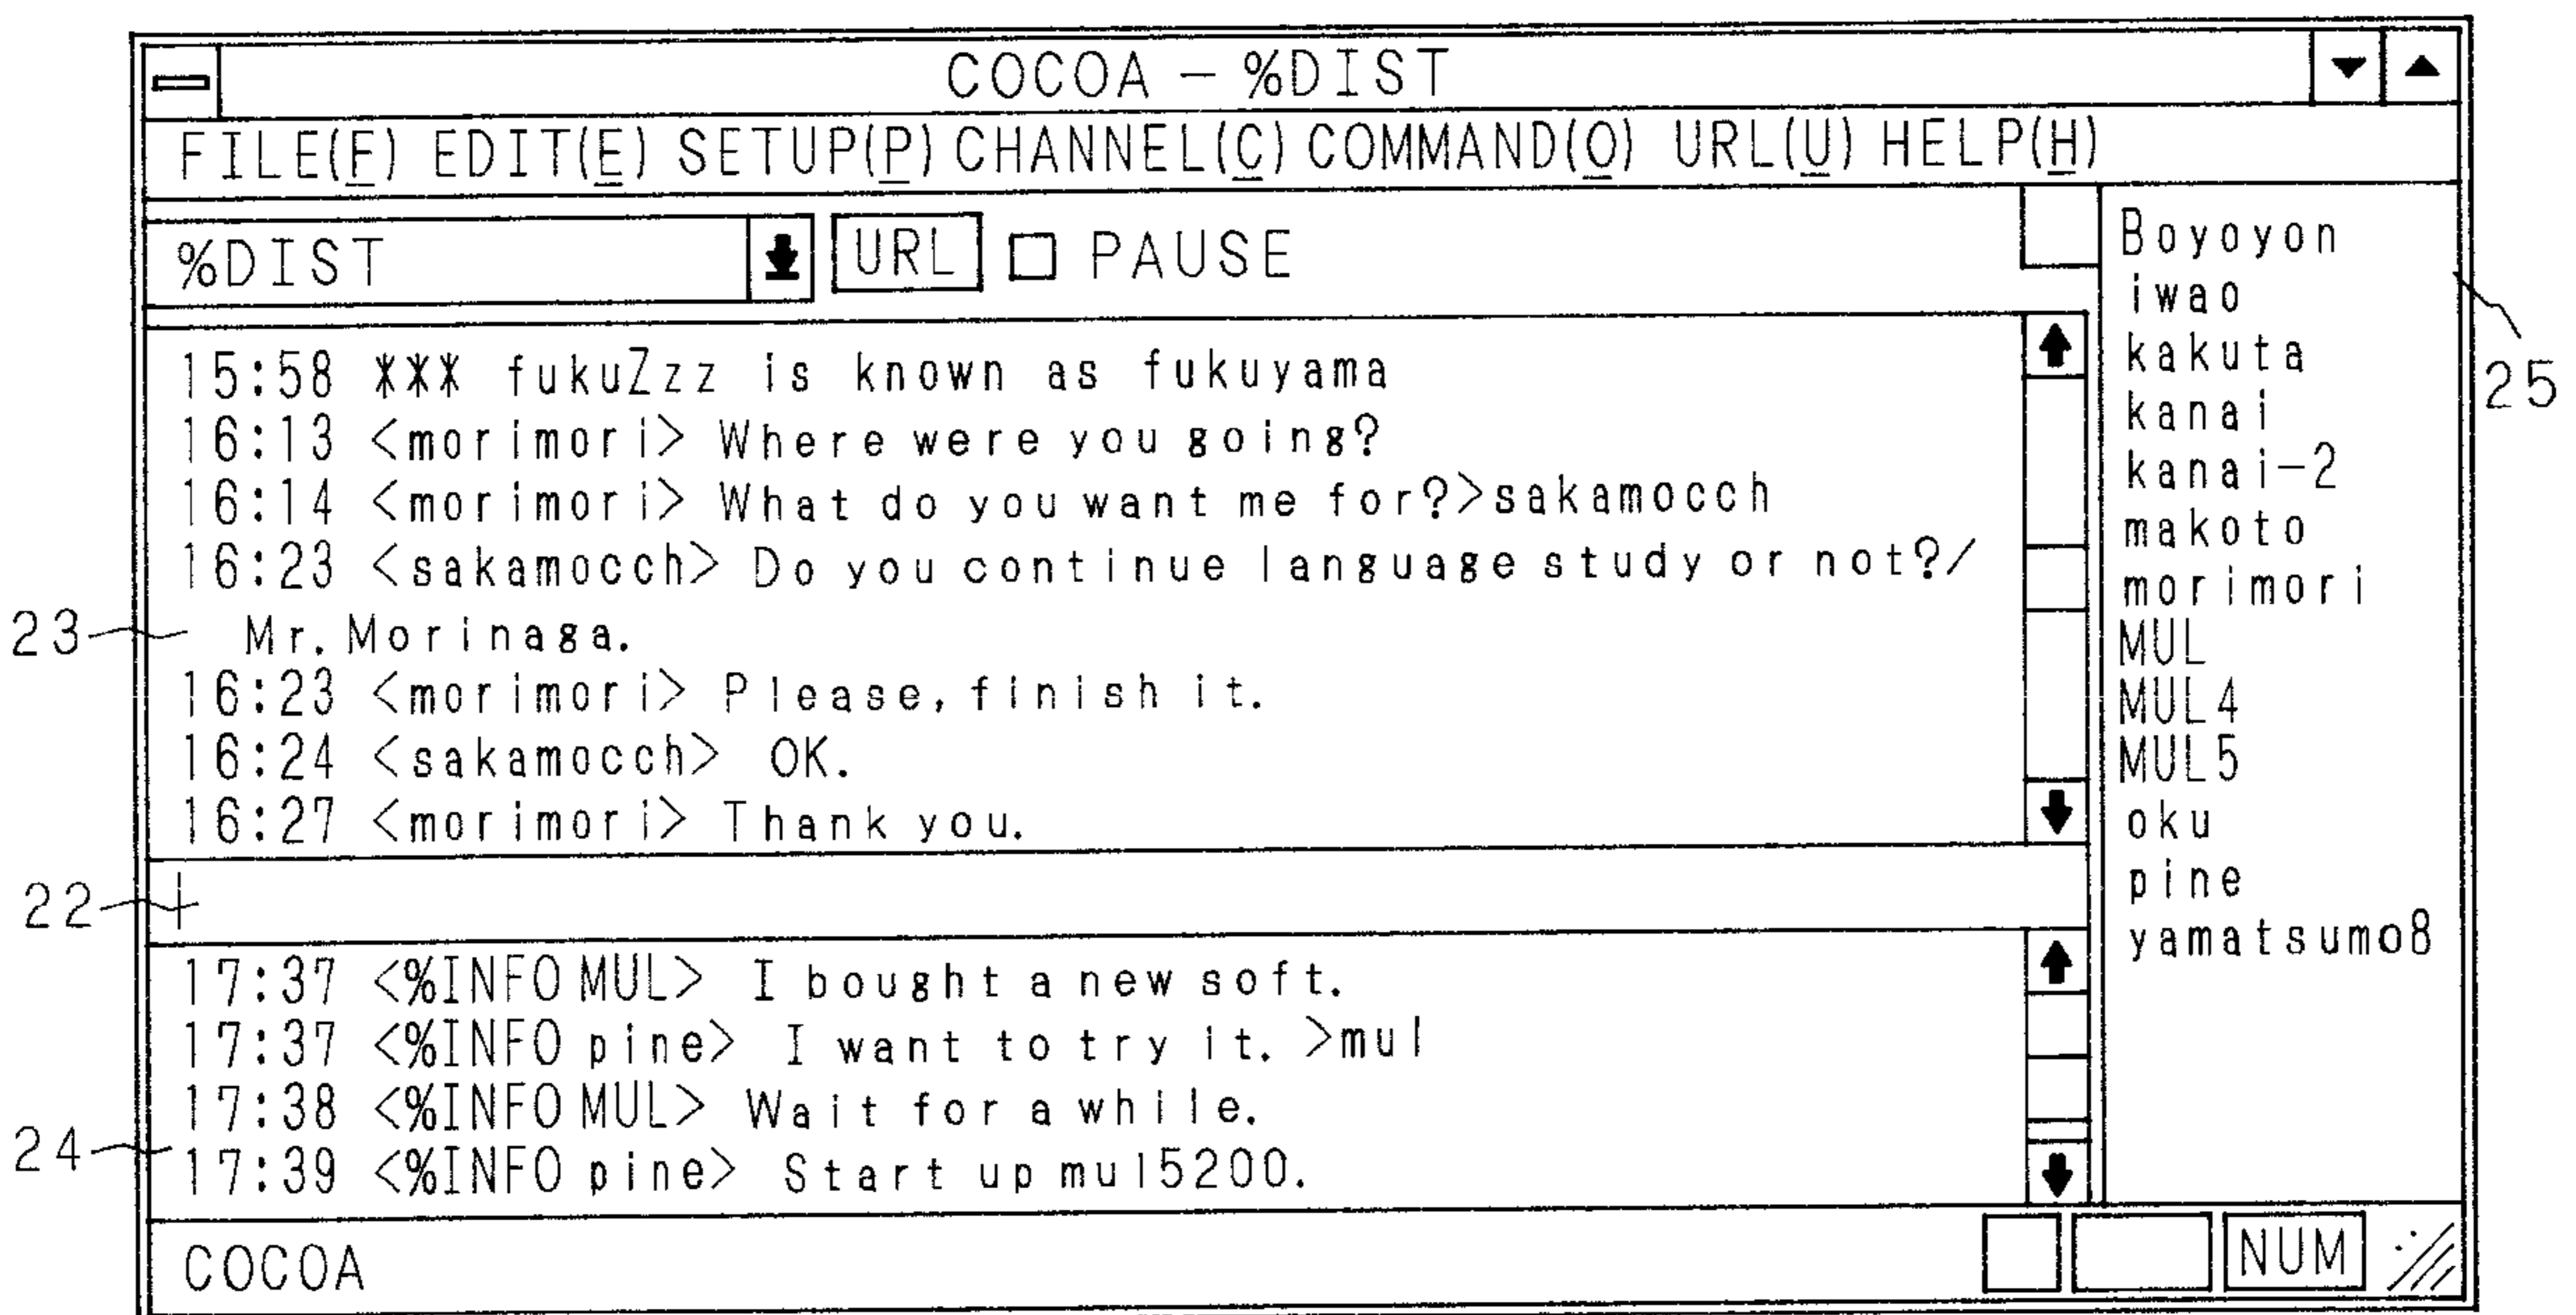 COCOA – %DIST
FILE(F) EDIT(E) SETUP(P) CHANNEL(C) COMMAND(O) URL(U) HELP(H)
%DIST URL PAUSE
15:58 *** fukuZzz is known as fukuyama
16:13 <morimori> Where were you going?
16:14 <morimori> What do you want me for?>sakamocch
16:23 <sakamocch> Do you continue language study or not?/
Mr. Morinaga.
16:23 <morimori> Please, finish it.
16:24 <sakamocch> OK.
16:27 <morimori> Thank you.
23
22
17:37 <%INFO MUL> I bought a new soft.
17:37 <%INFO pine> I want to try it. >mul
17:38 <%INFO MUL> Wait for a while.
17:39 <%INFO pine> Start up mul5200.
24
Boyoyon
iwao
kakuta
kanai
kanai-2
makoto
morimori
MUL
MUL4
MUL5
oku
pine
yamatsumo8
25
COCOA NUM